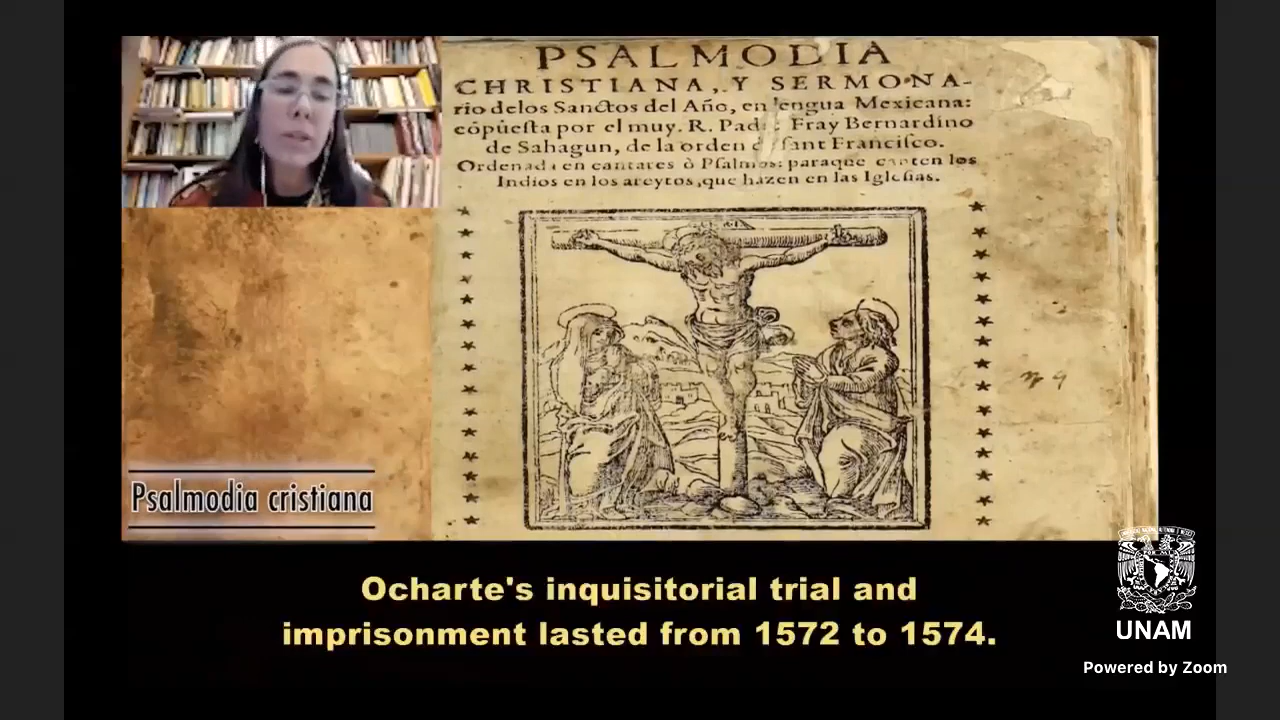 PSALMODIA
CHRISTIANA, Y SERMONA-
rio delos Sanctos del Año, en lengua Mexicana:
cōpuesta por el muy. R. Padre Fray Bernardino
de Sahagun, de la orden de sant Francisco.
Ordenada en cantares ò Psalmos: paraque canten los
Indios en los areytos, que hazen en las Iglesias.
Psalmodia cristiana
Ocharte's inquisitorial trial and
imprisonment lasted from 1572 to 1574.
UNAM
Powered by Zoom